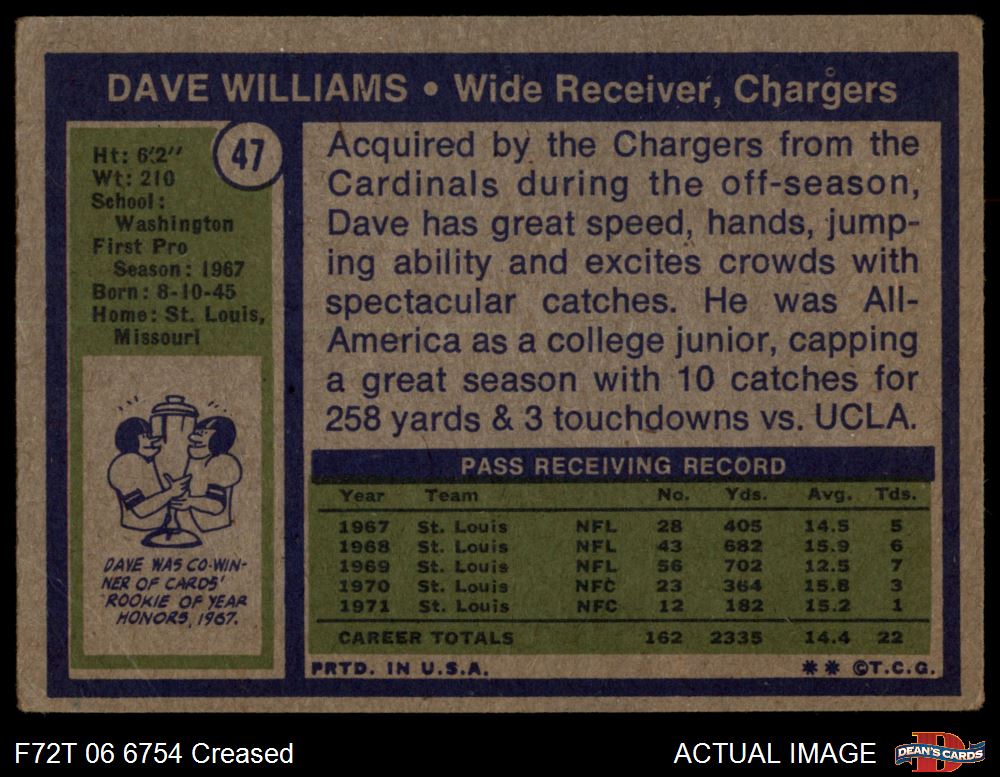 DAVE WILLIAMS • Wide Receiver, Chargers
47
Ht: 6'2''
Wt: 210
School:
Washington
First Pro
Season: 1967
Born: 8-10-45
Home: St. Louis,
Missouri
DAVE WAS CO-WIN-
NER OF CARDS'
ROOKIE OF YEAR
HONORS, 1967.
Acquired by the Chargers from the
Cardinals during the off-season,
Dave has great speed, hands, jump-
ing ability and excites crowds with
spectacular catches. He was All-
America as a college junior, capping
a great season with 10 catches for
258 yards & 3 touchdowns vs. UCLA.
PASS RECEIVING RECORD
Year Team No. Yds. Avg. Tds.
1967 St. Louis NFL 28 405 14.5 5
1968 St. Louis NFL 43 682 15.9 6
1969 St. Louis NFL 56 702 12.5 7
1970 St. Louis NFC 23 364 15.8 3
1971 St. Louis NFC 12 182 15.2 1
CAREER TOTALS 162 2335 14.4 22
PRTD. IN U.S.A. ** ©T.C.G.
F72T 06 6754 Creased
ACTUAL IMAGE
DEAN'S CARDS